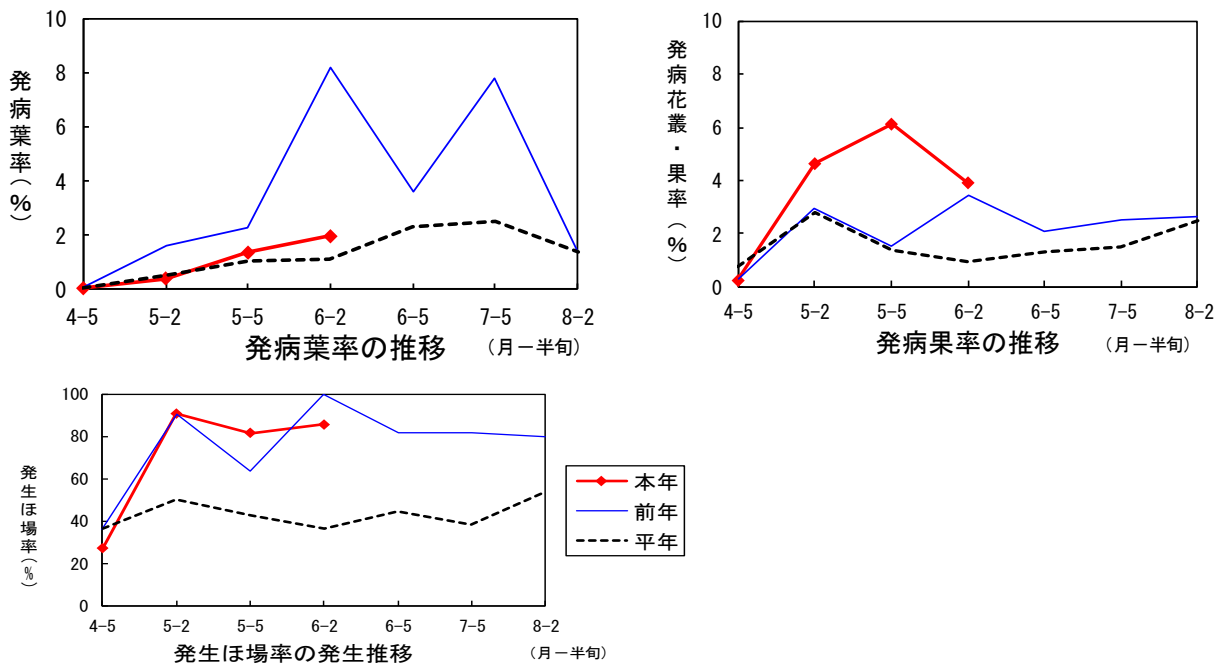 発病葉率(%)
10
8
6
4
2
0
4-5 5-2 5-5 6-2 6-5 7-5 8-2
発病葉率の推移 (月-半旬)
発病花叢・果率(%)
10
8
6
4
2
0
4-5 5-2 5-5 6-2 6-5 7-5 8-2
発病果率の推移 (月-半旬)
発生ほ場率(%)
100
80
60
40
20
0
4-5 5-2 5-5 6-2 6-5 7-5 8-2
発生ほ場率の発生推移 (月-半旬)
本年
前年
平年